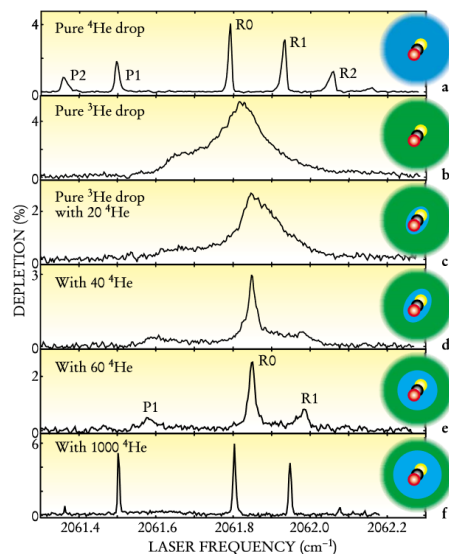 Pure ⁴He drop
4
0
P2
P1
R0
R1
R2
a
Pure ³He drop
4
0
b
Pure ³He drop
with 20 ⁴He
2
0
c
With 40 ⁴He
3
0
d
With 60 ⁴He
2
0
P1
R0
R1
e
With 1000 ⁴He
6
0
f
DEPLETION (%)
2061.4 2061.6 2061.8 2062.0 2062.2
LASER FREQUENCY (cm⁻¹)